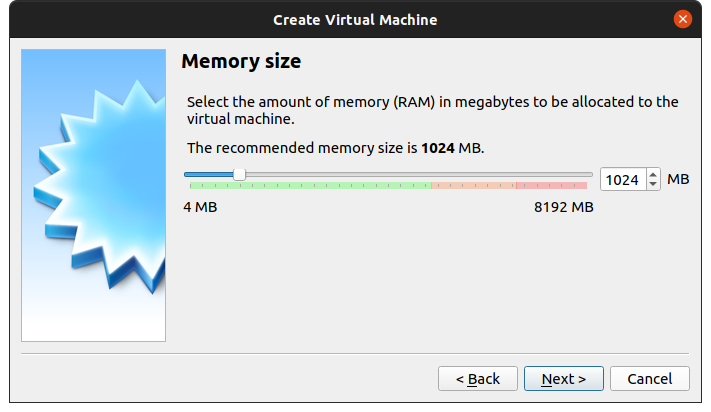 Create Virtual Machine
Memory size
Select the amount of memory (RAM) in megabytes to be allocated to the
virtual machine.
The recommended memory size is 1024 MB.
1024 MB
4 MB 8192 MB
< Back Next > Cancel